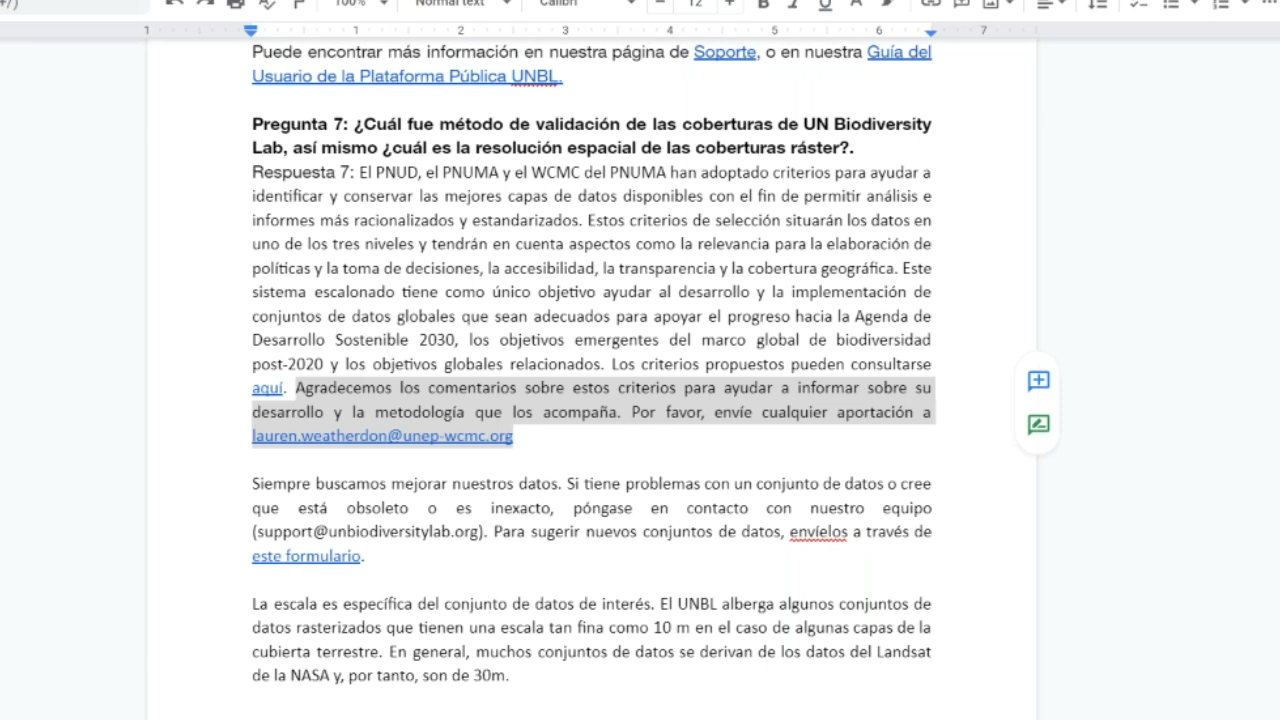 100%
Normal text
Calibri
12
1 1 2 3 4 5 6 7
Puede encontrar más información en nuestra página de Soporte, o en nuestra Guía del
Usuario de la Plataforma Pública UNBL.
Pregunta 7: ¿Cuál fue método de validación de las coberturas de UN Biodiversity
Lab, así mismo ¿cuál es la resolución espacial de las coberturas ráster?.
Respuesta 7: El PNUD, el PNUMA y el WCMC del PNUMA han adoptado criterios para ayudar a
identificar y conservar las mejores capas de datos disponibles con el fin de permitir análisis e
informes más racionalizados y estandarizados. Estos criterios de selección situarán los datos en
uno de los tres niveles y tendrán en cuenta aspectos como la relevancia para la elaboración de
políticas y la toma de decisiones, la accesibilidad, la transparencia y la cobertura geográfica. Este
sistema escalonado tiene como único objetivo ayudar al desarrollo y la implementación de
conjuntos de datos globales que sean adecuados para apoyar el progreso hacia la Agenda de
Desarrollo Sostenible 2030, los objetivos emergentes del marco global de biodiversidad
post-2020 y los objetivos globales relacionados. Los criterios propuestos pueden consultarse
aquí. Agradecemos los comentarios sobre estos criterios para ayudar a informar sobre su
desarrollo y la metodología que los acompaña. Por favor, envíe cualquier aportación a
lauren.weatherdon@unep-wcmc.org
Siempre buscamos mejorar nuestros datos. Si tiene problemas con un conjunto de datos o cree
que está obsoleto o es inexacto, póngase en contacto con nuestro equipo
(support@unbiodiversitylab.org). Para sugerir nuevos conjuntos de datos, envíelos a través de
este formulario.
La escala es específica del conjunto de datos de interés. El UNBL alberga algunos conjuntos de
datos rasterizados que tienen una escala tan fina como 10 m en el caso de algunas capas de la
cubierta terrestre. En general, muchos conjuntos de datos se derivan de los datos del Landsat
de la NASA y, por tanto, son de 30m.